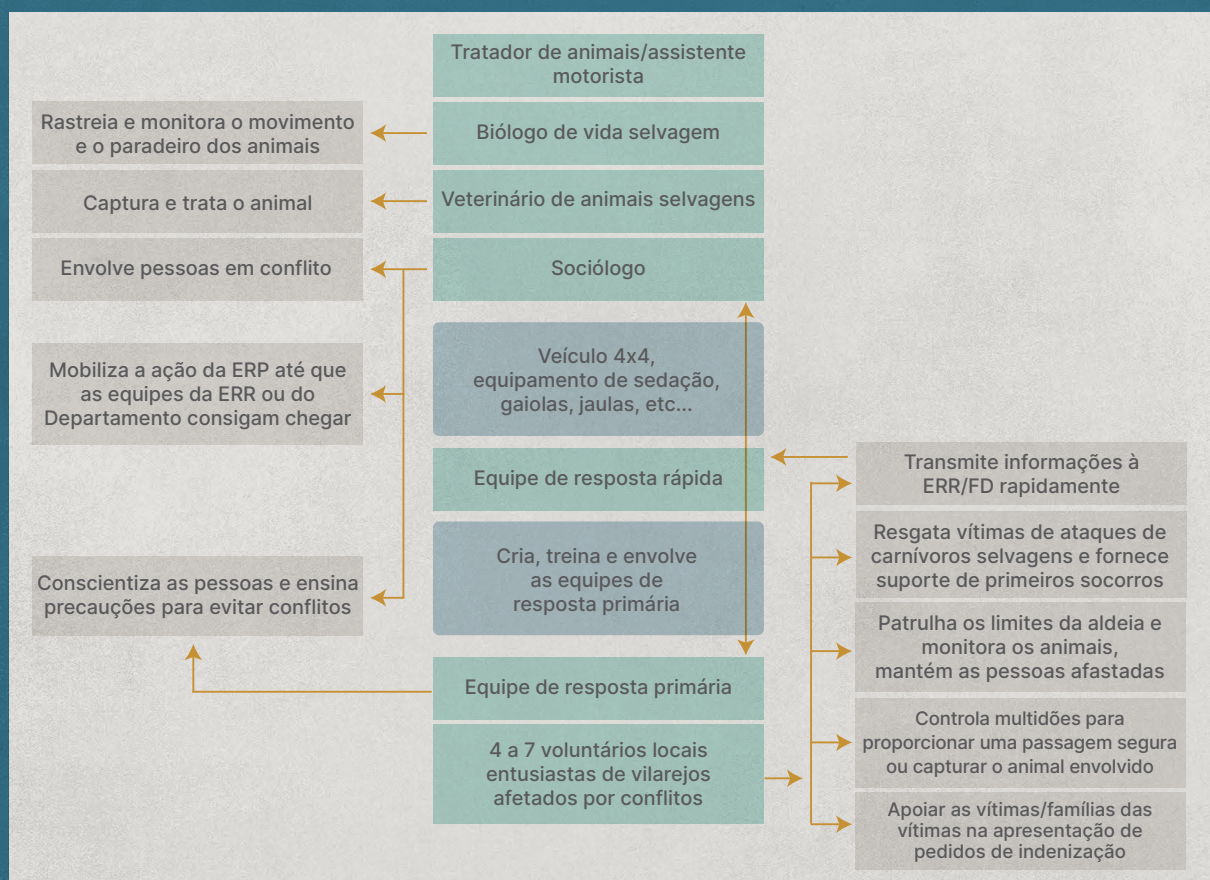 Tratador de animais/assistente
motorista
Rastreia e monitora o movimento
e o paradeiro dos animais
Biólogo de vida selvagem
Captura e trata o animal
Veterinário de animais selvagens
Envolve pessoas em conflito
Sociólogo
Mobiliza a ação da ERP até que
as equipes da ERR ou do
Departamento consigam chegar
Veículo 4x4,
equipamento de sedação,
gaiolas, jaulas, etc...
Equipe de resposta rápida
Transmite informações à
ERR/FD rapidamente
Conscientiza as pessoas e ensina
precauções para evitar conflitos
Cria, treina e envolve
as equipes de
resposta primária
Resgata vítimas de ataques de
carnívoros selvagens e fornece
suporte de primeiros socorros
Patrulha os limites da aldeia e
monitora os animais,
mantém as pessoas afastadas
Equipe de resposta primária
4 a 7 voluntários locais
entusiastas de vilarejos
afetados por conflitos
Controla multidões para
proporcionar uma passagem segura
ou capturar o animal envolvido
Apoiar as vítimas/famílias das
vítimas na apresentação de
pedidos de indenização